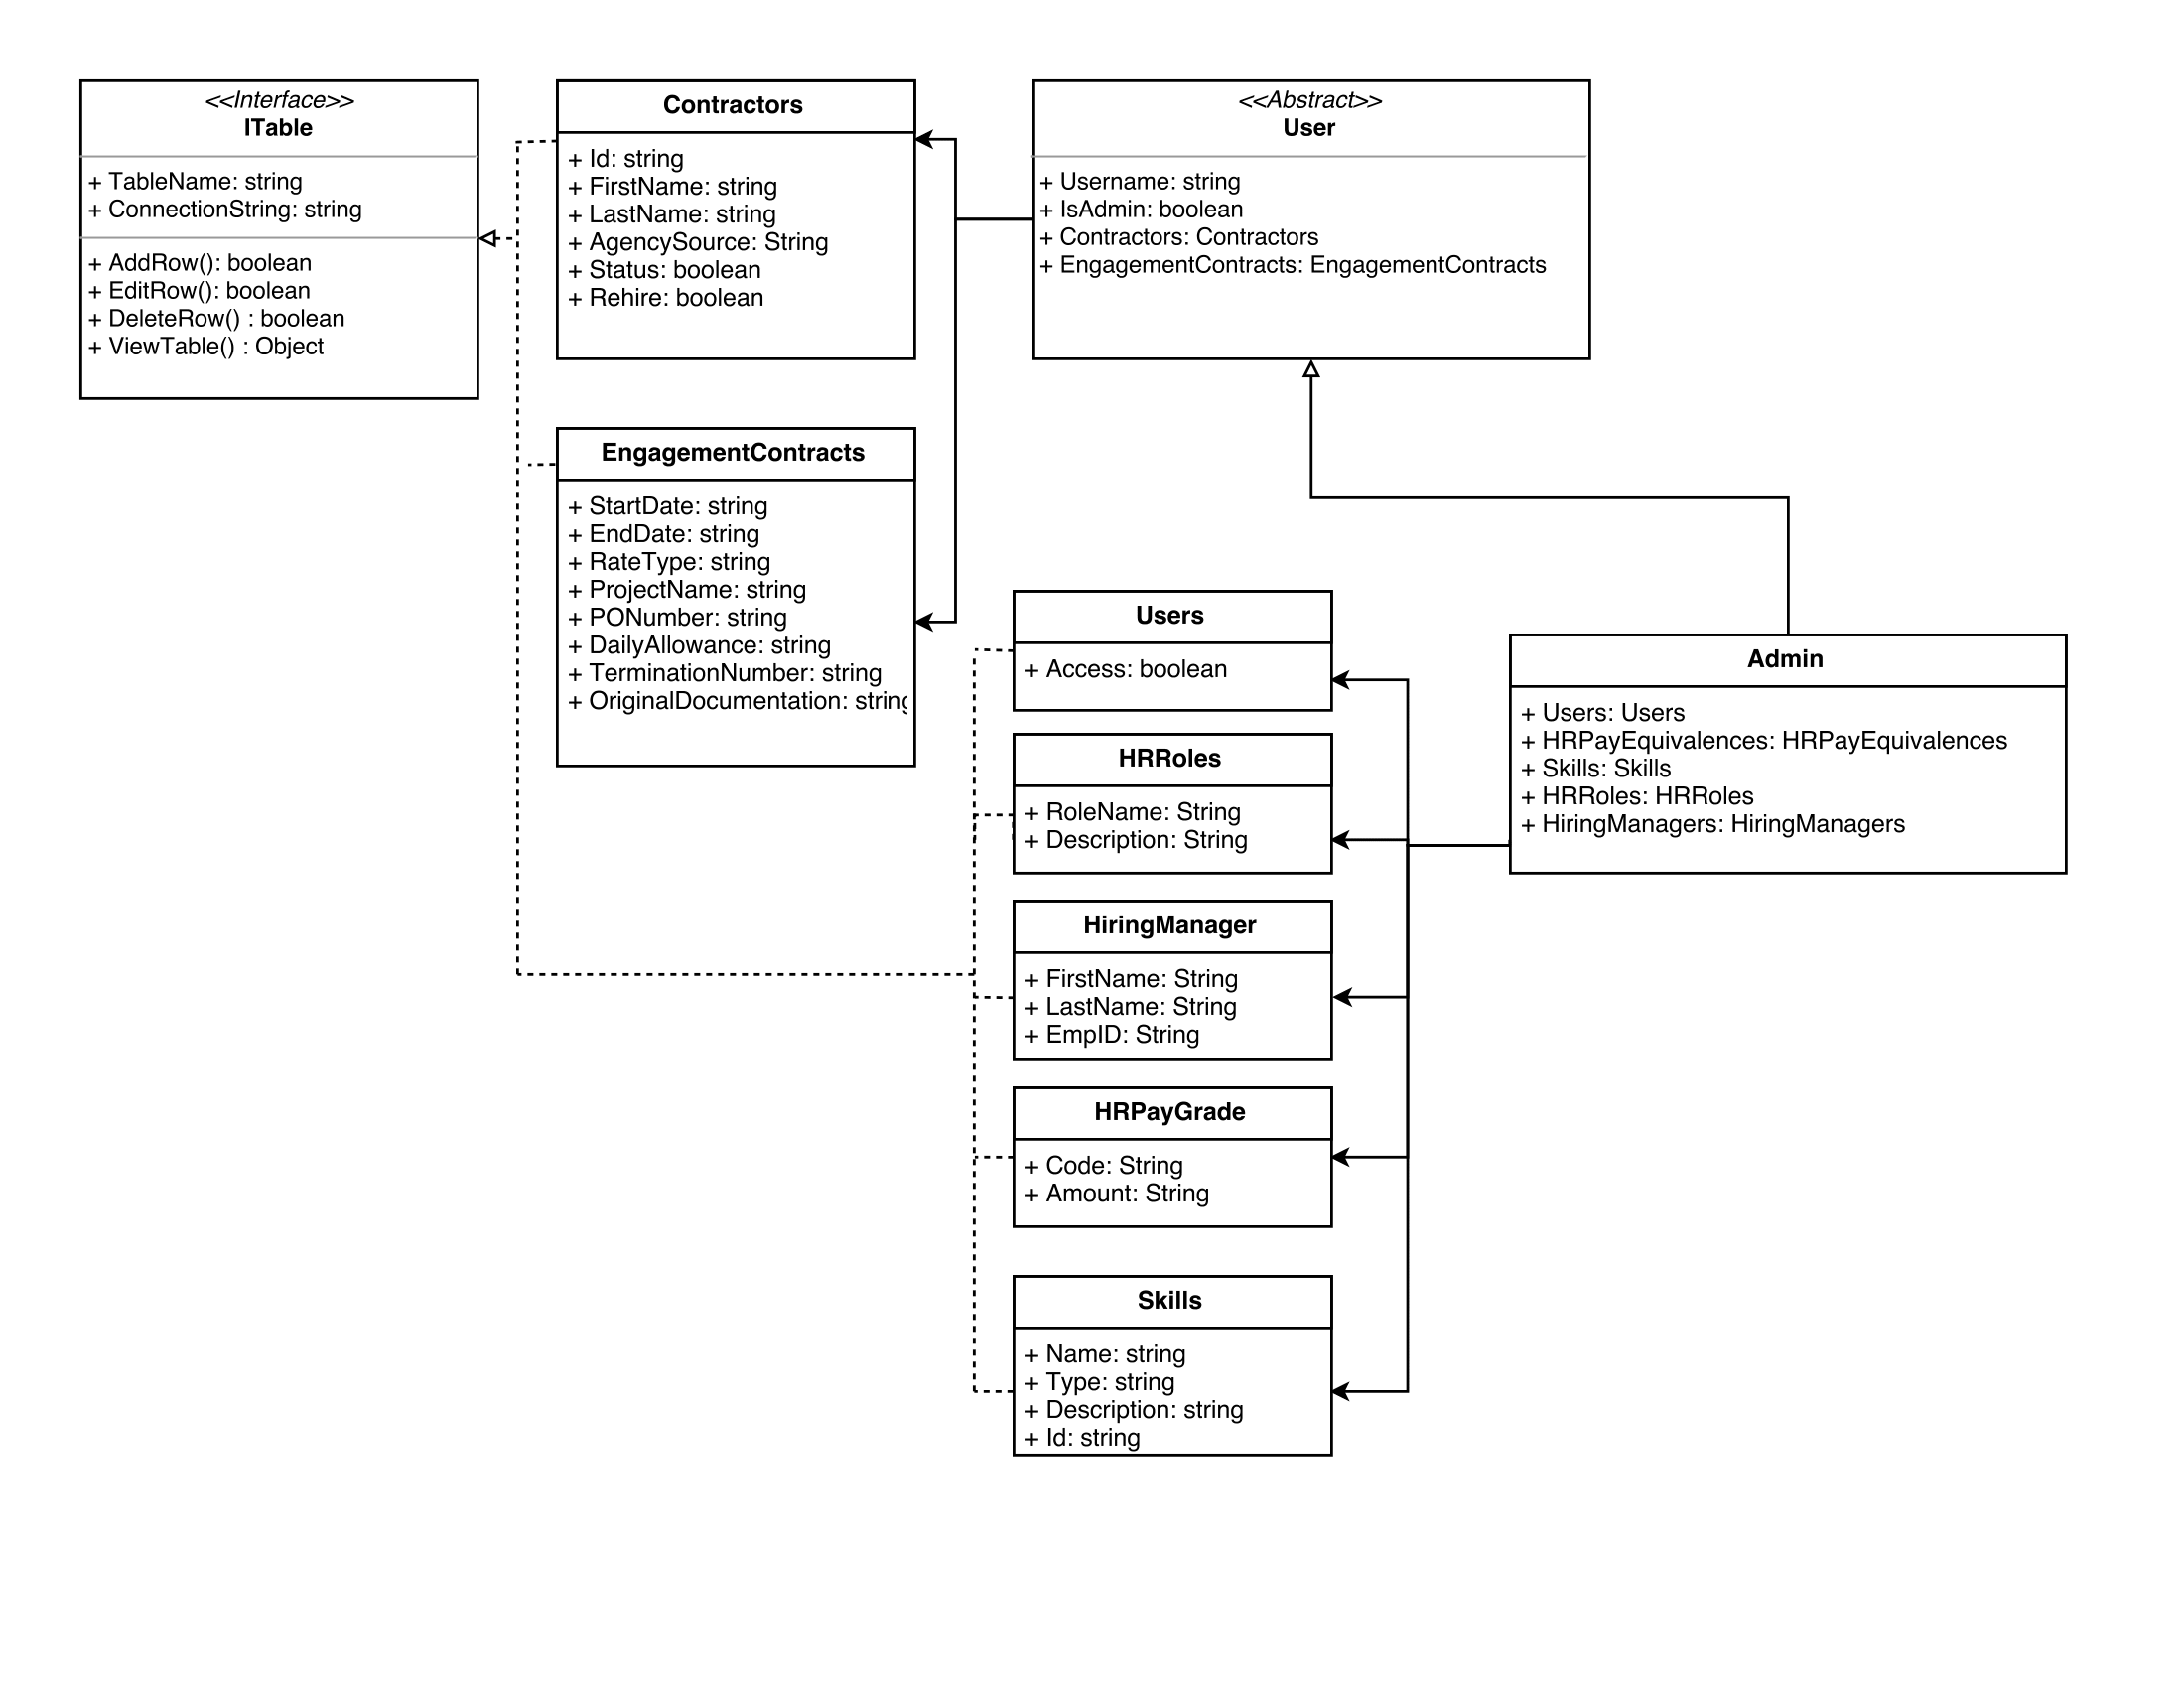 <<Interface>>
ITable
+ TableName: string
+ ConnectionString: string
+ AddRow(): boolean
+ EditRow(): boolean
+ DeleteRow() : boolean
+ ViewTable() : Object
Contractors
+ Id: string
+ FirstName: string
+ LastName: string
+ AgencySource: String
+ Status: boolean
+ Rehire: boolean
<<Abstract>>
User
+ Username: string
+ IsAdmin: boolean
+ Contractors: Contractors
+ EngagementContracts: EngagementContracts
EngagementContracts
+ StartDate: string
+ EndDate: string
+ RateType: string
+ ProjectName: string
+ PONumber: string
+ DailyAllowance: string
+ TerminationNumber: string
+ OriginalDocumentation: string
Users
+ Access: boolean
HRRoles
+ RoleName: String
+ Description: String
HiringManager
+ FirstName: String
+ LastName: String
+ EmpID: String
HRPayGrade
+ Code: String
+ Amount: String
Skills
+ Name: string
+ Type: string
+ Description: string
+ Id: string
Admin
+ Users: Users
+ HRPayEquivalences: HRPayEquivalences
+ Skills: Skills
+ HRRoles: HRRoles
+ HiringManagers: HiringManagers